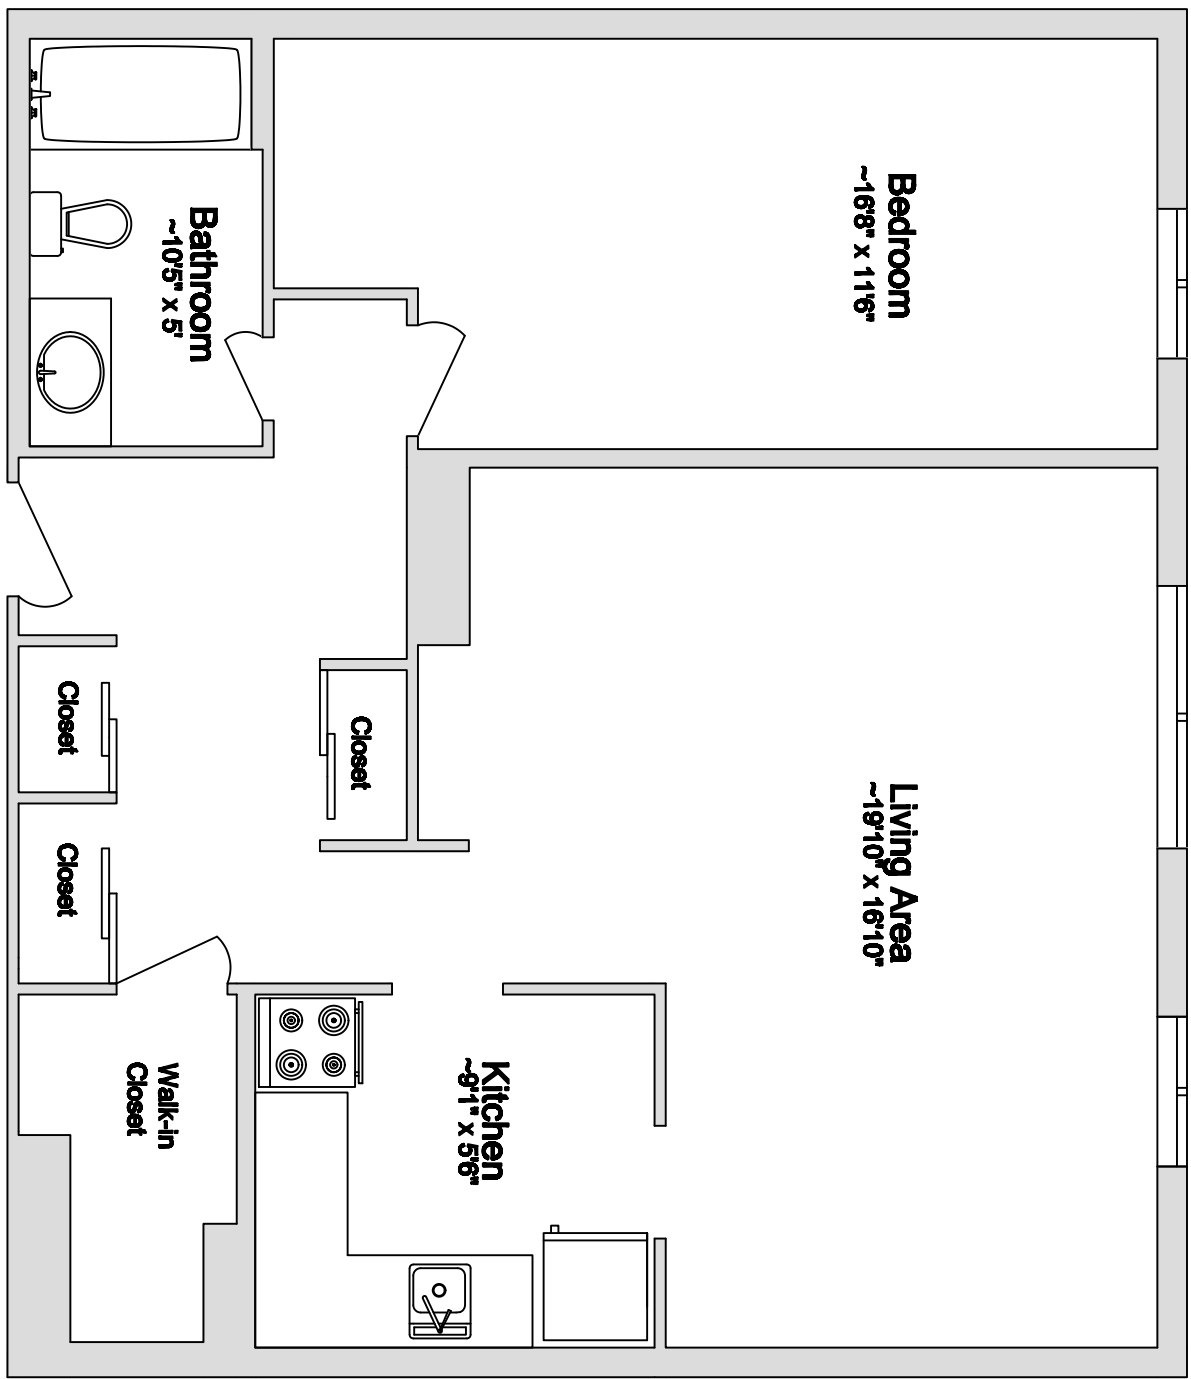 Bedroom
~16'8" x 11'6"
Bathroom
~10'5" x 5'
Living Area
~19'10" x 16'10"
Closet
Closet
Closet
Kitchen
~9'1" x 5'6"
Walk-in
Closet